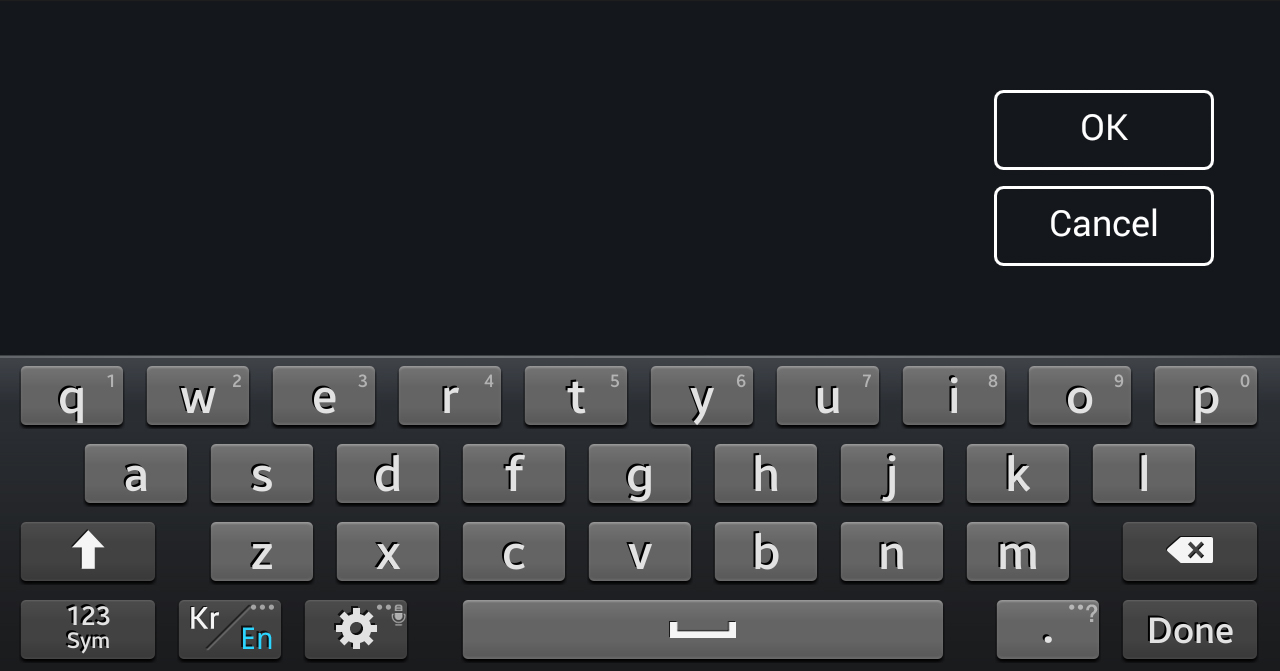 OK
Cancel
q 1 w 2 e 3 r 4 t 5 y 6 u 7 i 8 o 9 p 0
a s d f g h j k l
z x c v b n m
123 Sym Kr/En . ? Done